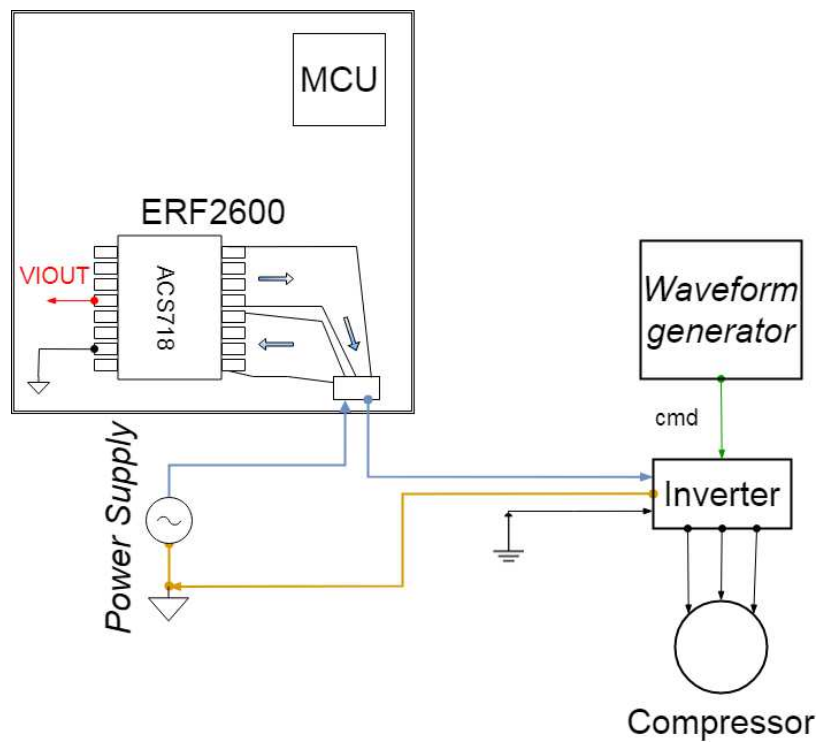 MCU
ERF2600
VIOUT
ACS718
Waveform
generator
cmd
Inverter
Power Supply
Compressor